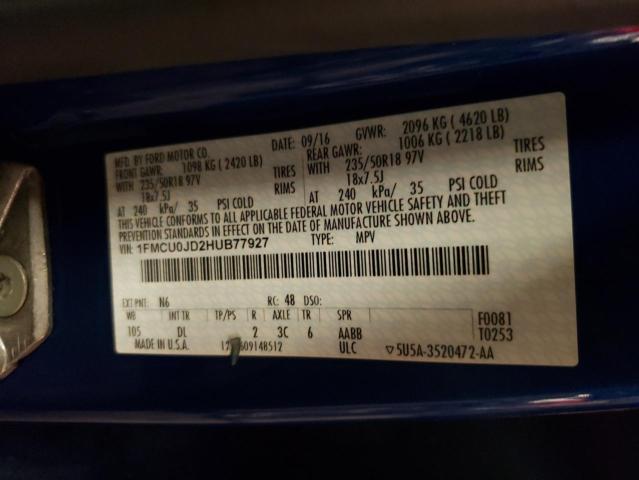 MFD. BY FORD MOTOR CO.
DATE: 09/16 GVWR: 2096 KG ( 4620 LB)
FRONT GAWR: 1098 KG ( 2420 LB)
REAR GAWR: 1006 KG ( 2218 LB)
WITH 235/50R18 97V TIRES
WITH 235/50R18 97V TIRES
18x7.5J RIMS
18x7.5J RIMS
AT 240 kPa/ 35 PSI COLD
AT 240 kPa/ 35 PSI COLD
THIS VEHICLE CONFORMS TO ALL APPLICABLE FEDERAL MOTOR VEHICLE SAFETY AND THEFT
PREVENTION STANDARDS IN EFFECT ON THE DATE OF MANUFACTURE SHOWN ABOVE.
VIN: 1FMCU0JD2HUB77927 TYPE: MPV
EXT PNT: N6 RC: 48 DSO:
WB INT TR TP/PS R AXLE TR SPR F0081
105 DL 2 3C 6 AABB T0253
MADE IN U.S.A. ULC ▽5U5A-3520472-AA